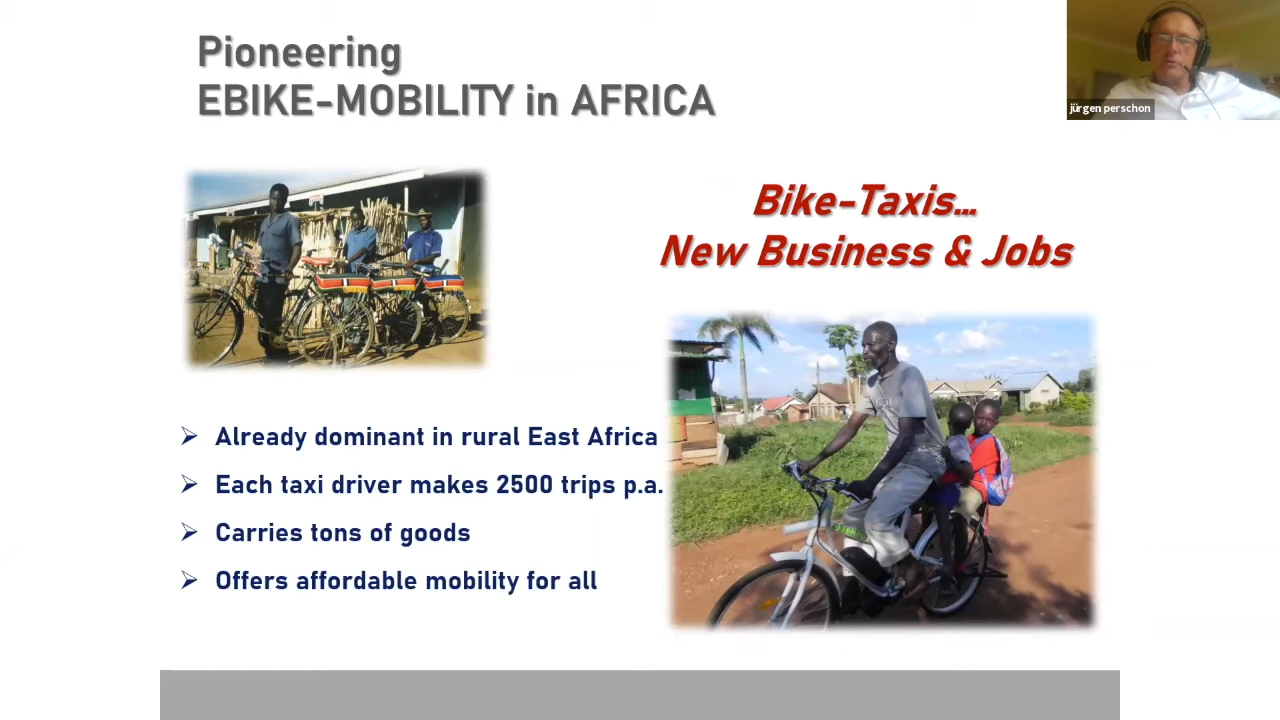 Pioneering
EBIKE-MOBILITY in AFRICA
jürgen perschon
Bike-Taxis...
New Business & Jobs
Already dominant in rural East Africa
Each taxi driver makes 2500 trips p.a.
Carries tons of goods
Offers affordable mobility for all